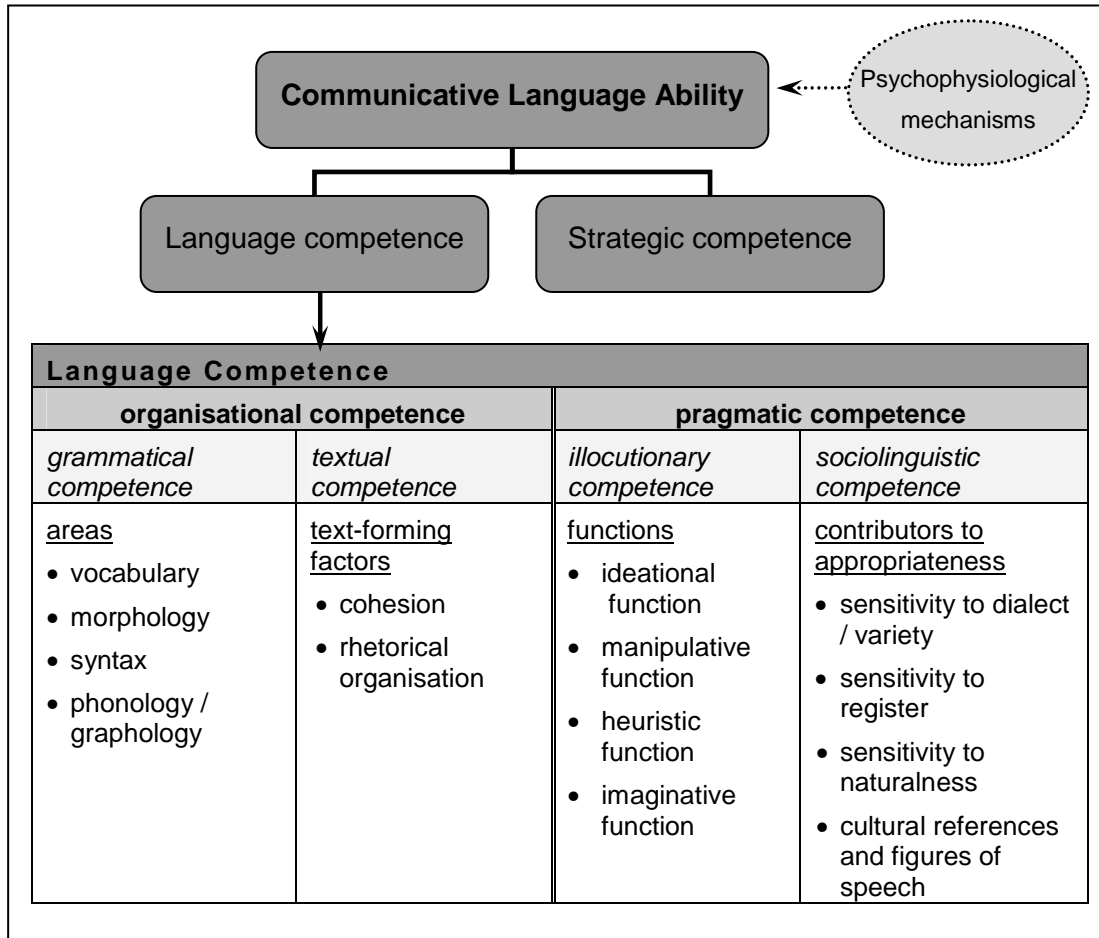 Communicative Language Ability
Psychophysiological
mechanisms
Language competence
Strategic competence
Language Competence
organisational competence
pragmatic competence
grammatical
competence
textual
competence
illocutionary
competence
sociolinguistic
competence
areas
• vocabulary
• morphology
• syntax
• phonology /
graphology
text-forming
factors
• cohesion
• rhetorical
organisation
functions
• ideational
function
• manipulative
function
• heuristic
function
• imaginative
function
contributors to
appropriateness
• sensitivity to dialect
/ variety
• sensitivity to
register
• sensitivity to
naturalness
• cultural references
and figures of
speech